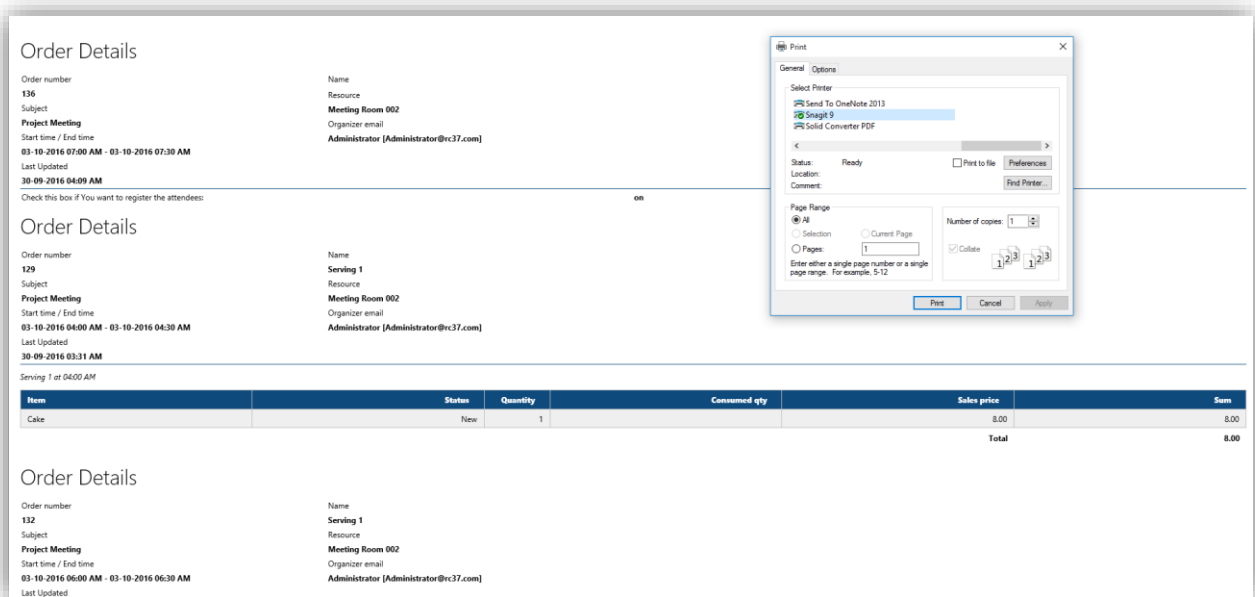 Order Details
Order number Name
136
Resource
Subject Meeting Room 002
Project Meeting Organizer email
Start time / End time Administrator [Administrator@rc37.com]
03-10-2016 07:00 AM - 03-10-2016 07:30 AM
Last Updated
30-09-2016 04:09 AM
Check this box if You want to register the attendees: on
Order Details
Order number Name
129 Serving 1
Subject Resource
Project Meeting Meeting Room 002
Start time / End time Organizer email
03-10-2016 04:00 AM - 03-10-2016 04:30 AM Administrator [Administrator@rc37.com]
Last Updated
30-09-2016 03:31 AM
Serving 1 at 04:00 AM
Item Status Quantity Consumed qty Sales price Sum
Cake New 1 8.00 8.00
Total 8.00
Order Details
Order number Name
132 Serving 1
Subject Resource
Project Meeting Meeting Room 002
Start time / End time Organizer email
03-10-2016 06:00 AM - 03-10-2016 06:30 AM Administrator [Administrator@rc37.com]
Last Updated
Print
General Options
Select Printer
Send To OneNote 2013
Snagit 9
Solid Converter PDF
Status: Ready Print to file Preferences
Location:
Comment: Find Printer...
Page Range
All Number of copies: 1
Selection Current Page
Pages: 1 Collate
1 2 3 1 2 3
Enter either a single page number or a single
page range. For example, 5-12
Print Cancel Apply